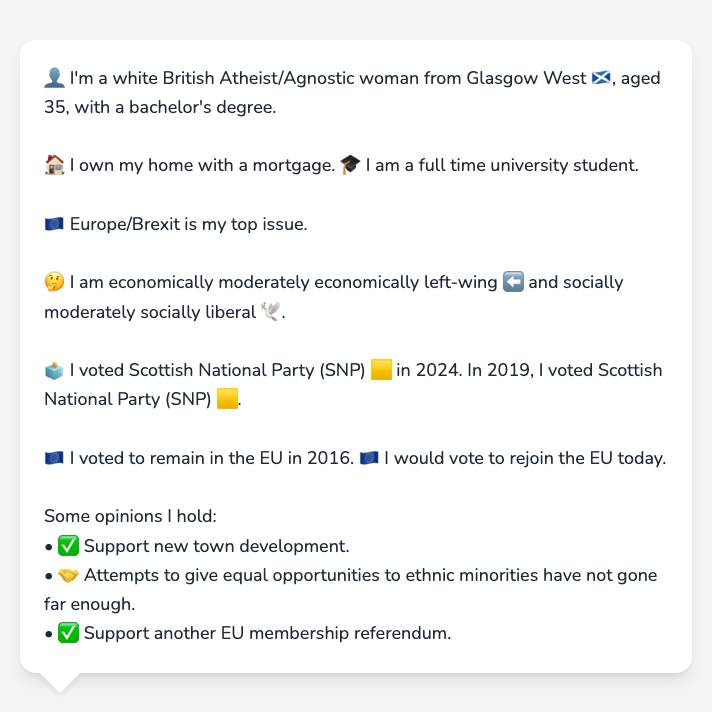 👤 I'm a white British Atheist/Agnostic woman from Glasgow West 🏴󠁧󠁢󠁳󠁣󠁴󠁿, aged
35, with a bachelor's degree.
🏠 I own my home with a mortgage. 🎓 I am a full time university student.
🇪🇺 Europe/Brexit is my top issue.
🤔 I am economically moderately economically left-wing ⬅️ and socially
moderately socially liberal 🕊️.
🗳️ I voted Scottish National Party (SNP) 🟨 in 2024. In 2019, I voted Scottish
National Party (SNP) 🟨.
🇪🇺 I voted to remain in the EU in 2016. 🇪🇺 I would vote to rejoin the EU today.
Some opinions I hold:
• ✅ Support new town development.
• 🤝 Attempts to give equal opportunities to ethnic minorities have not gone
far enough.
• ✅ Support another EU membership referendum.